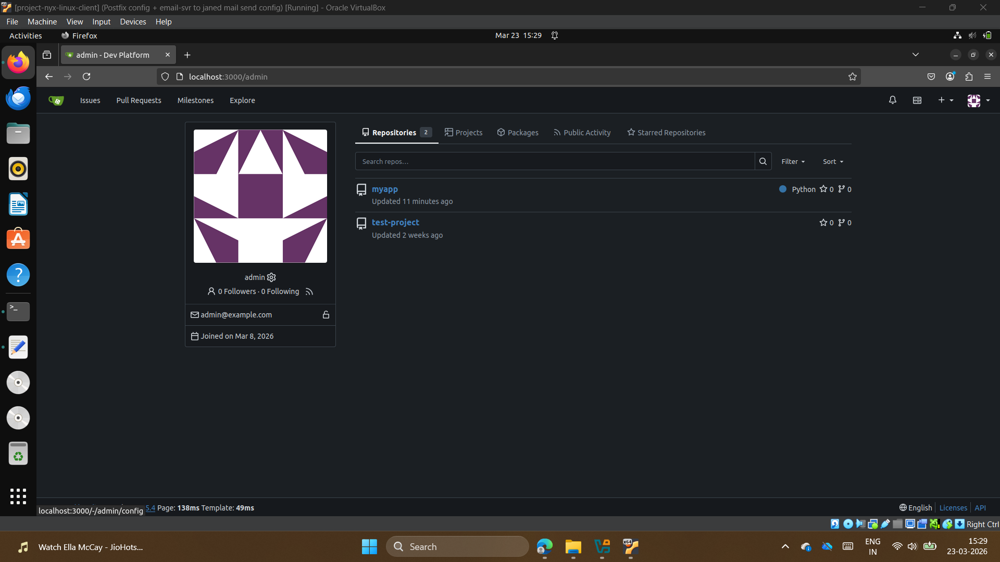 [project-nyx-linux-client] (Postfix config + email-svr to janed mail send config) [Running] - Oracle VirtualBox
File Machine View Input Devices Help
Activities Firefox Mar 23 15:29
admin - Dev Platform
localhost:3000/admin
Issues Pull Requests Milestones Explore
Repositories 2 Projects Packages Public Activity Starred Repositories
Search repos... Filter Sort
myapp Python 0 0
Updated 11 minutes ago
test-project 0 0
Updated 2 weeks ago
admin
0 Followers · 0 Following
admin@example.com
Joined on Mar 8, 2026
localhost:3000/-/admin/config
5.4 Page: 138ms Template: 49ms
English Licenses API
Right Ctrl
Watch Ella McCay - JioHots...
Search
ENG
IN
15:29
23-03-2026
x64